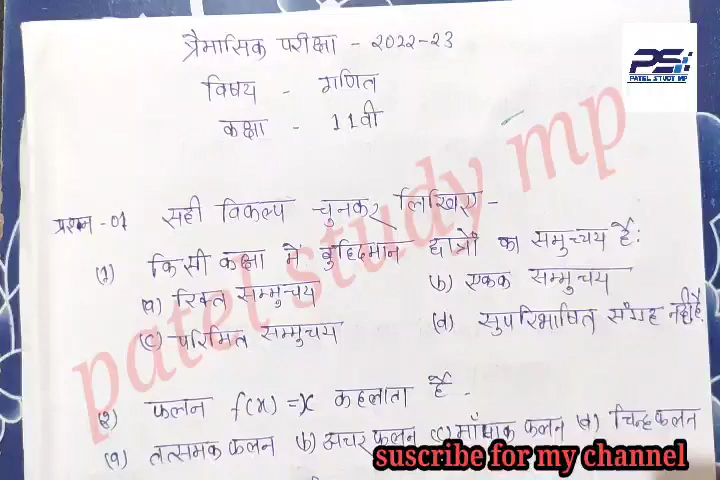 त्रैमासिक परीक्षा - 2022-23
PS
PATEL STUDY MP
विषय - गणित
कक्षा - 11वी
प्रश्न -01 सही विकल्प चुनकर लिखिए -
(1) किसी कक्षा में बुद्धिमान छात्रों का समुच्चय है:
(a) रिक्त सम्मुचय (b) एकक सम्मुचय
(c) परिमित सम्मुचय (d) सुपरिभाषित संग्रह नहीं है.
(2) फलन f(x) = x कहलाता है -
(a) तत्समक फलन (b) अचर फलन (c) मापांक फलन (d) चिन्ह फलन
patel study mp
suscribe for my channel